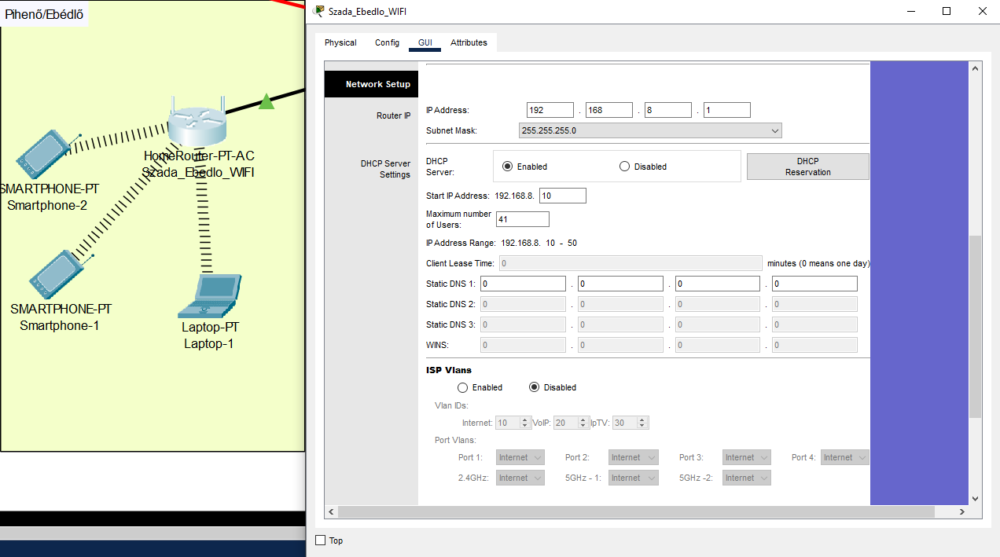 Pihenő/Ebédlő
HomeRouter-PT-AC
Szada_Ebedlo_WIFI
SMARTPHONE-PT
Smartphone-2
SMARTPHONE-PT
Smartphone-1
Laptop-PT
Laptop-1
Szada_Ebedlo_WIFI
Physical Config GUI Attributes
Network Setup
Router IP
IP Address: 192 . 168 . 8 . 1
Subnet Mask: 255.255.255.0
DHCP Server
Settings
DHCP
Server:
Enabled Disabled
DHCP
Reservation
Start IP Address: 192.168.8. 10
Maximum number
of Users:
41
IP Address Range: 192.168.8. 10 - 50
Client Lease Time: 0 minutes (0 means one day)
Static DNS 1: 0 . 0 . 0 . 0
Static DNS 2: 0 . 0 . 0 . 0
Static DNS 3: 0 . 0 . 0 . 0
WINS: 0 . 0 . 0 . 0
ISP Vlans
Enabled Disabled
Vlan IDs:
Internet: 10 VoIP: 20 IpTV: 30
Port Vlans:
Port 1: Internet Port 2: Internet Port 3: Internet Port 4: Internet
2.4GHz: Internet 5GHz - 1: Internet 5GHz -2: Internet
Top